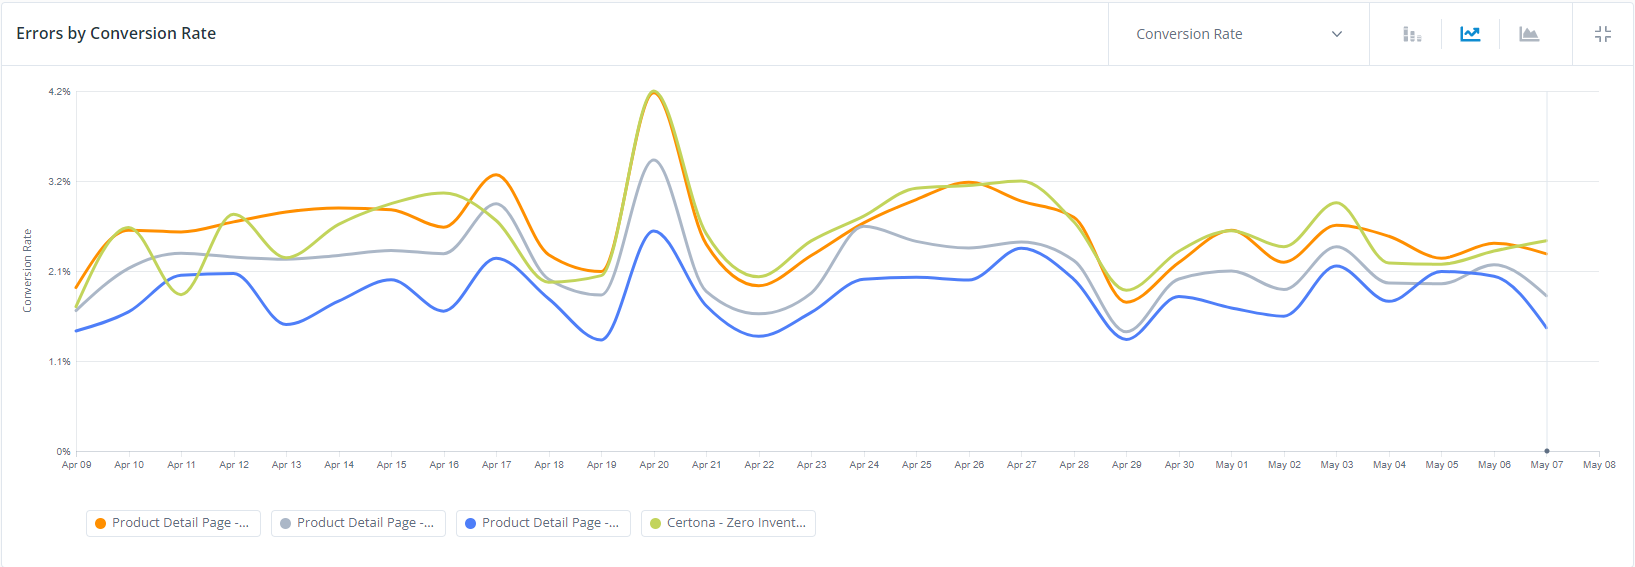 Errors by Conversion Rate
Conversion Rate
4.2%
3.2%
2.1%
1.1%
0%
Conversion Rate
Apr 09 Apr 10 Apr 11 Apr 12 Apr 13 Apr 14 Apr 15 Apr 16 Apr 17 Apr 18 Apr 19 Apr 20 Apr 21 Apr 22 Apr 23 Apr 24 Apr 25 Apr 26 Apr 27 Apr 28 Apr 29 Apr 30 May 01 May 02 May 03 May 04 May 05 May 06 May 07 May 08
Product Detail Page -... Product Detail Page -... Product Detail Page -... Certona - Zero Invent...